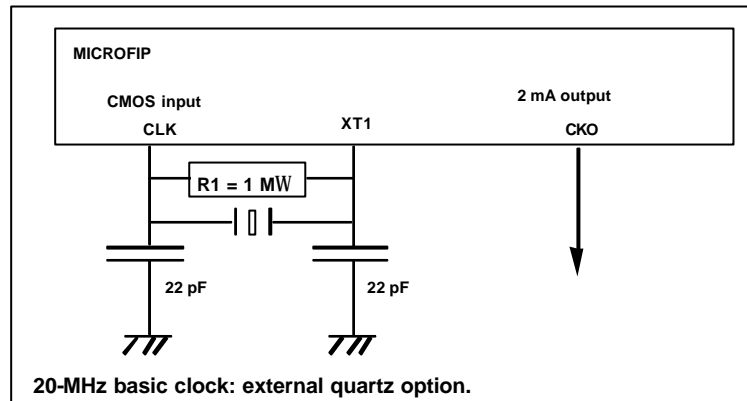 MICROFIP
CMOS input
2 mA output
CLK
XT1
CKO
R1 = 1 MW
22 pF
22 pF
20-MHz basic clock: external quartz option.